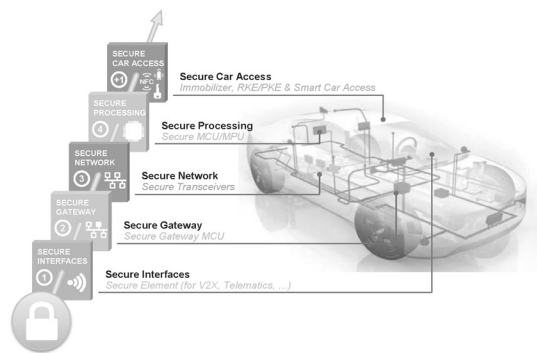 SECURE
CAR ACCESS
+1
NFC
Secure Car Access
Immobilizer, RKE/PKE & Smart Car Access
SECURE
PROCESSING
4
Secure Processing
Secure MCU/MPU
SECURE
NETWORK
3
Secure Network
Secure Transceivers
SECURE
GATEWAY
2
Secure Gateway
Secure Gateway MCU
SECURE
INTERFACES
1
Secure Interfaces
Secure Element (for V2X, Telematics, ...)